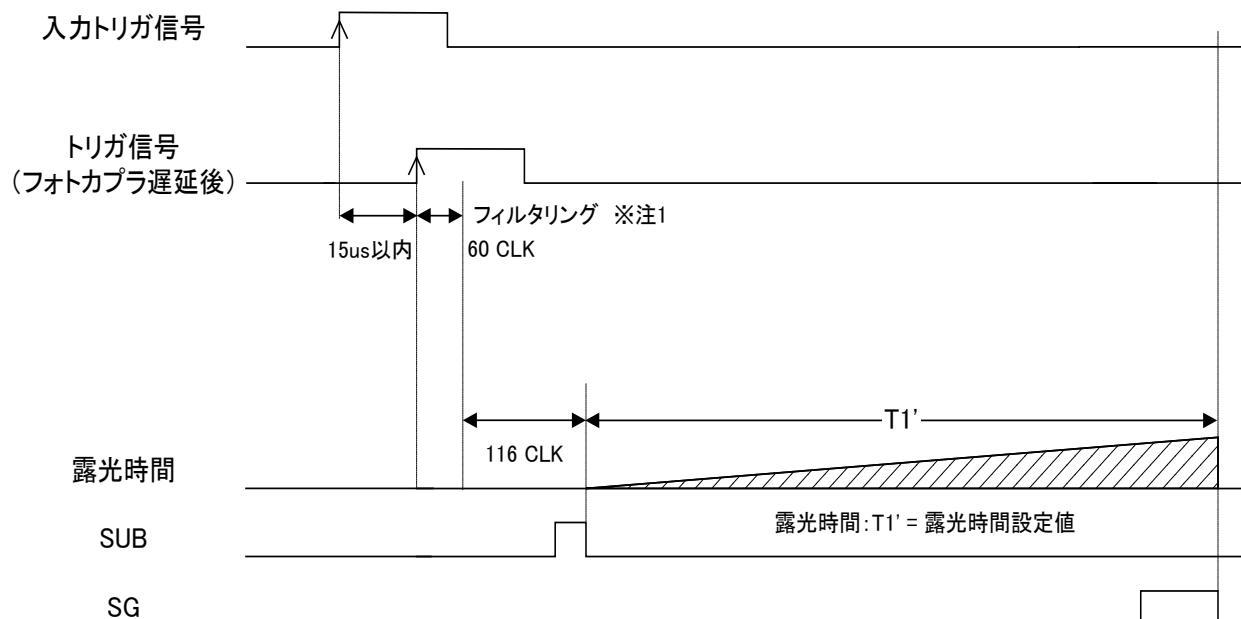 入力トリガ信号
トリガ信号
（フォトカプラ遅延後）
フィルタリング ※注1
15us以内
60 CLK
T1'
116 CLK
露光時間
露光時間：T1' = 露光時間設定値
SUB
SG